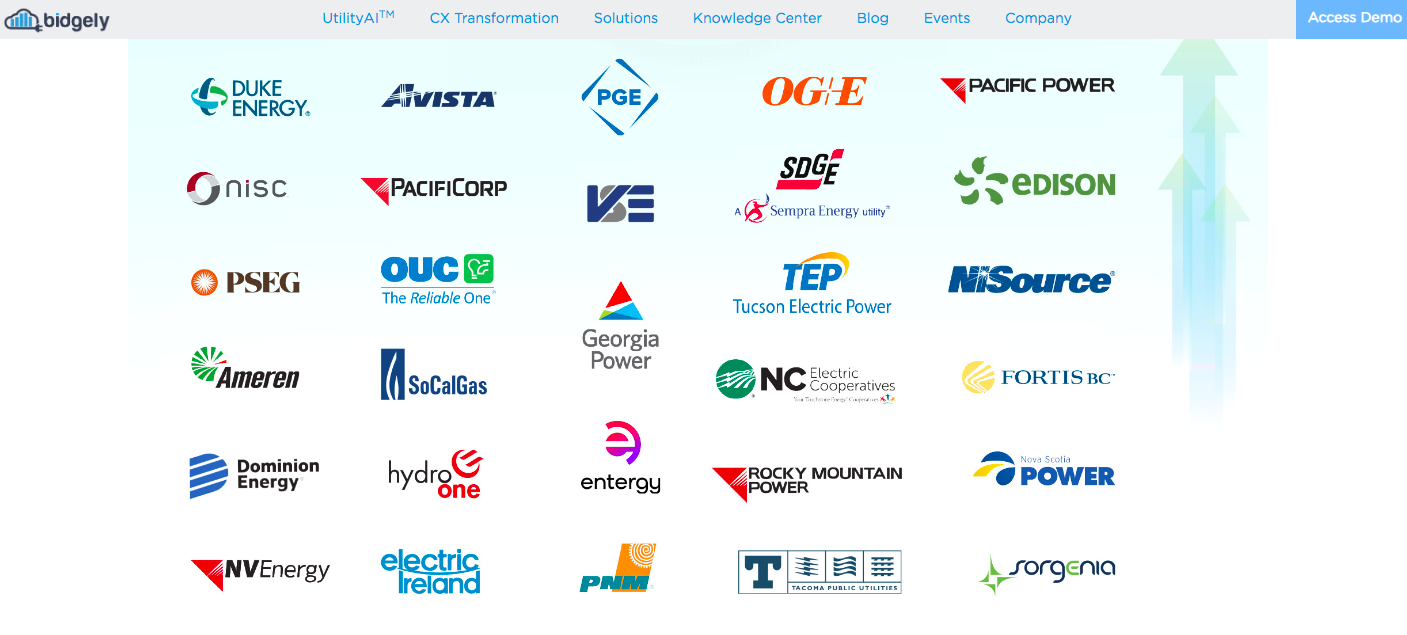 bidgely
UtilityAI™ CX Transformation Solutions Knowledge Center Blog Events Company Access Demo
DUKE
ENERGY®
AVISTA®
PGE
OG+E
PACIFIC POWER
nisc
PACIFICORP
VSE
SDGE
A Sempra Energy utility®
eDISON
PSEG
OUC
The Reliable One®
Georgia
Power
TEP
Tucson Electric Power
NiSource®
Ameren
SoCalGas
NC Electric
Cooperatives
Your Touchstone Energy® Cooperatives
FORTIS BC™
Dominion
Energy®
hydro
one
entergy
ROCKY MOUNTAIN
POWER
Nova Scotia
POWER
NVEnergy
electric
Ireland
PNM
T
TACOMA PUBLIC UTILITIES
sorgenia